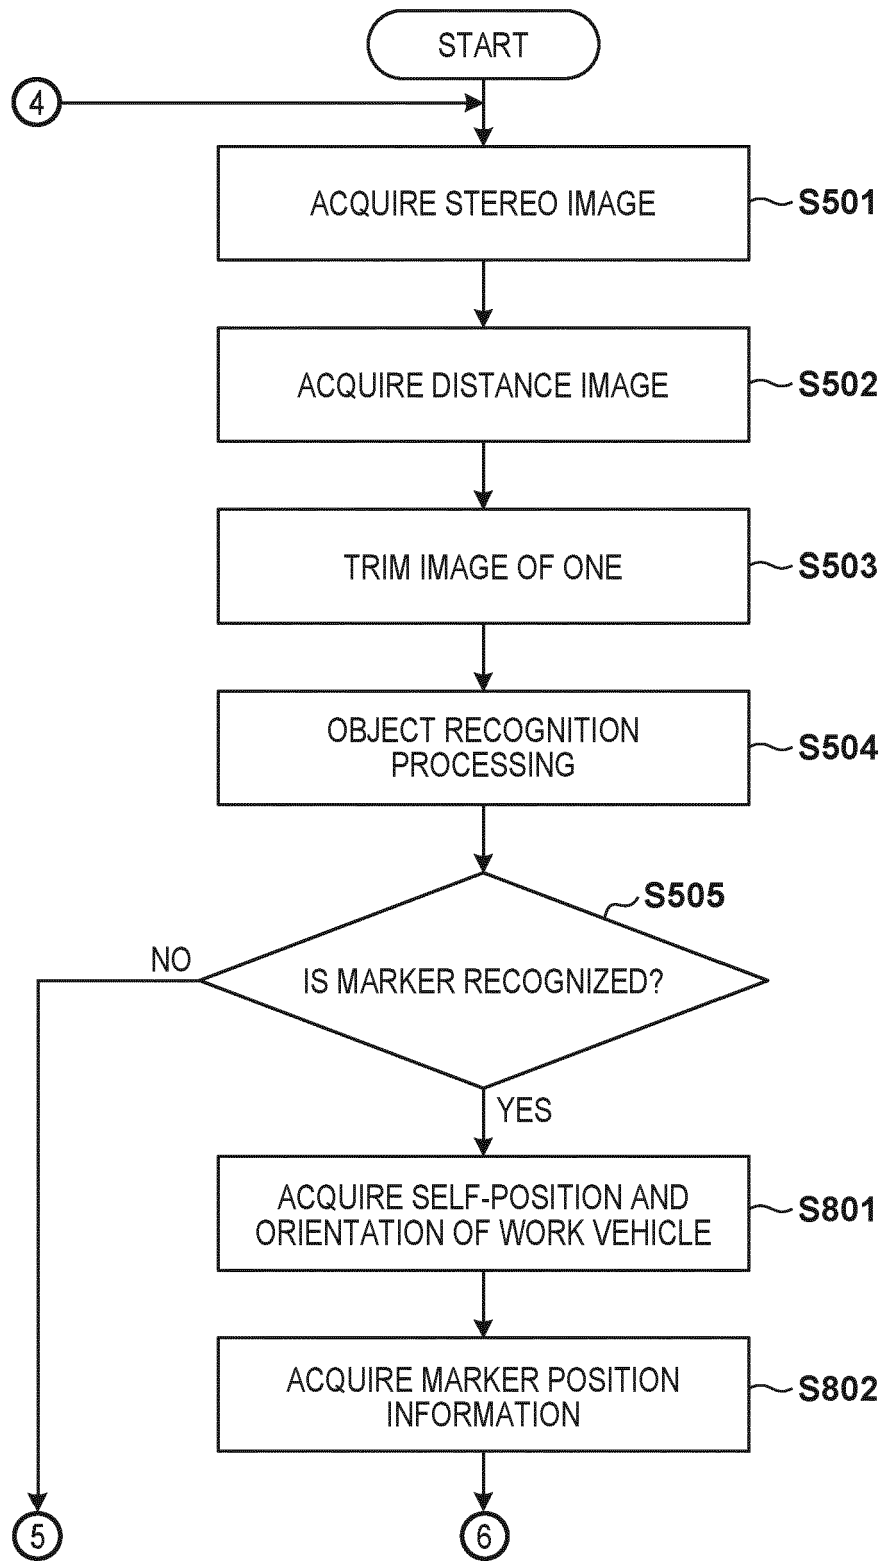 START
4
ACQUIRE STEREO IMAGE
S501
ACQUIRE DISTANCE IMAGE
S502
TRIM IMAGE OF ONE
S503
OBJECT RECOGNITION
PROCESSING
S504
S505
NO
IS MARKER RECOGNIZED?
YES
ACQUIRE SELF-POSITION AND
ORIENTATION OF WORK VEHICLE
S801
ACQUIRE MARKER POSITION
INFORMATION
S802
5
6